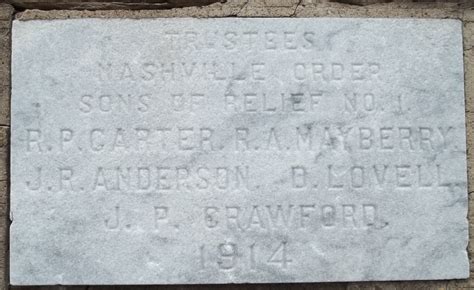 TRUSTEES
NASHVILLE ORDER
SONS OF RELIEF NO. 1.
R. P. CARTER. R. A. MAYBERRY.
J. R. ANDERSON. D. LOVELL
J. P. CRAWFORD.
1914